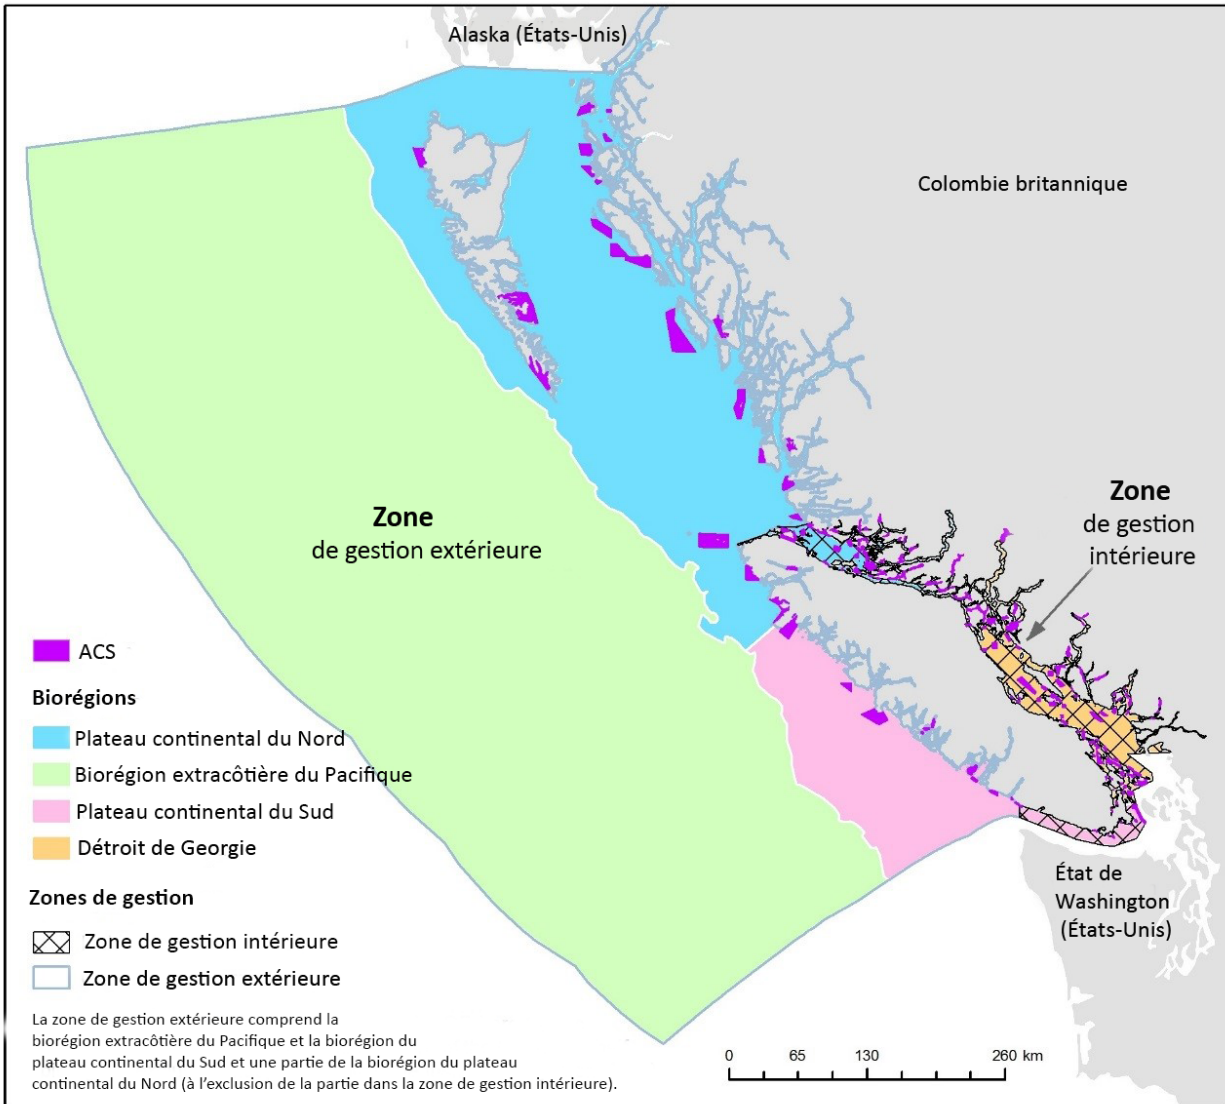 Alaska (États-Unis)
Colombie britannique
Zone
de gestion extérieure
Zone
de gestion
intérieure
ACS
Biorégions
Plateau continental du Nord
Biorégion extracôtière du Pacifique
Plateau continental du Sud
Détroit de Georgie
Zones de gestion
Zone de gestion intérieure
Zone de gestion extérieure
La zone de gestion extérieure comprend la
biorégion extracôtière du Pacifique et la biorégion du
plateau continental du Sud et une partie de la biorégion du plateau
continental du Nord (à l'exclusion de la partie dans la zone de gestion intérieure).
État de
Washington
(États-Unis)
0 65 130 260 km